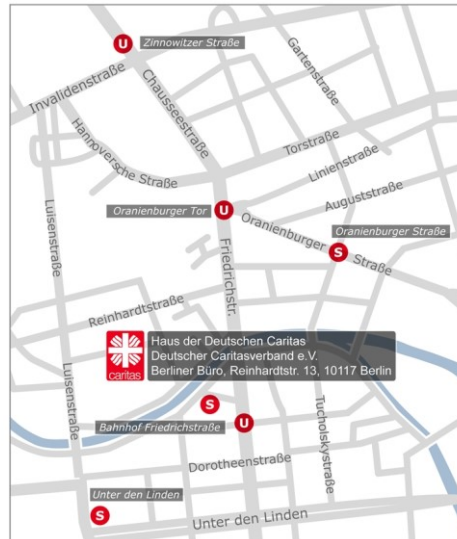 U
Zinnowitzer Straße
Gartenstraße
Invalidenstraße
Chausseestraße
Torstraße
Hannoversche Straße
Linienstraße
Auguststraße
Luisenstraße
Oranienburger Tor
U
Oranienburger Straße
Oranienburger Straße
S
Friedrichstr.
Reinhardtstraße
caritas
Haus der Deutschen Caritas
Deutscher Caritasverband e.V.
Berliner Büro, Reinhardtstr. 13, 10117 Berlin
Luisenstraße
S
Bahnhof Friedrichstraße
U
Tucholskystraße
Dorotheenstraße
Unter den Linden
S
Unter den Linden